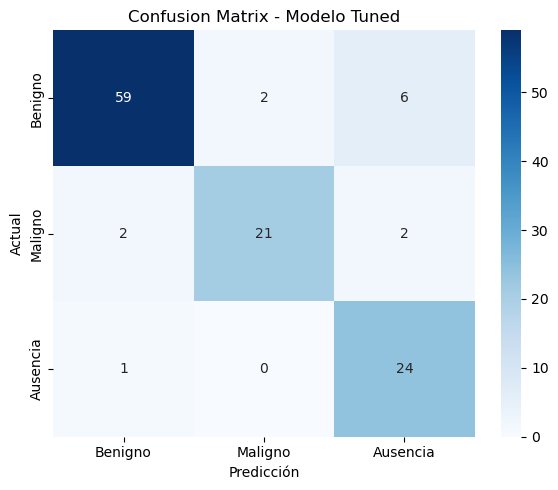 Confusion Matrix - Modelo Tuned
Benigno 59 2 6
Maligno 2 21 2
Ausencia 1 0 24
Benigno Maligno Ausencia
Predicción
Actual
50
40
30
20
10
0